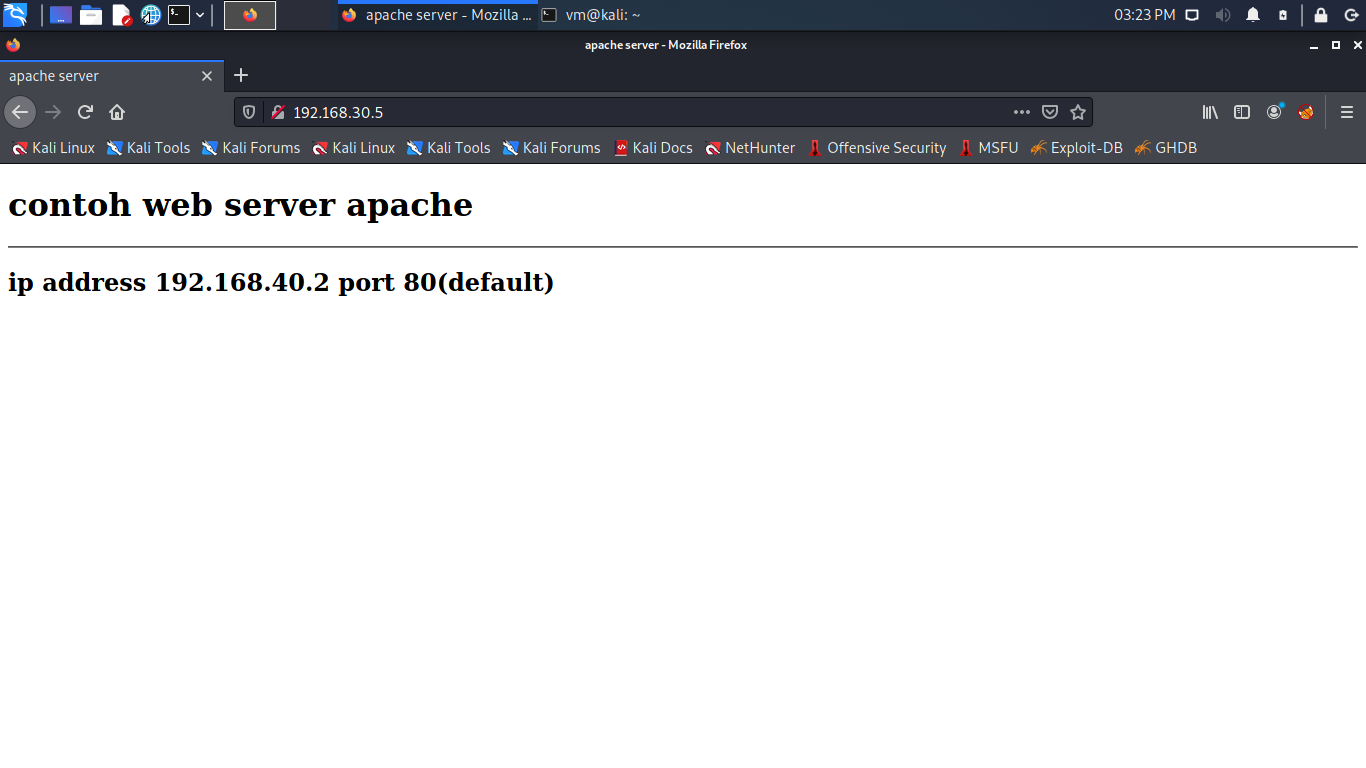 apache server - Mozilla ...
vm@kali: ~
03:23 PM
apache server - Mozilla Firefox
apache server
192.168.30.5
Kali Linux Kali Tools Kali Forums Kali Linux Kali Tools Kali Forums Kali Docs NetHunter Offensive Security MSFU Exploit-DB GHDB
contoh web server apache
ip address 192.168.40.2 port 80(default)